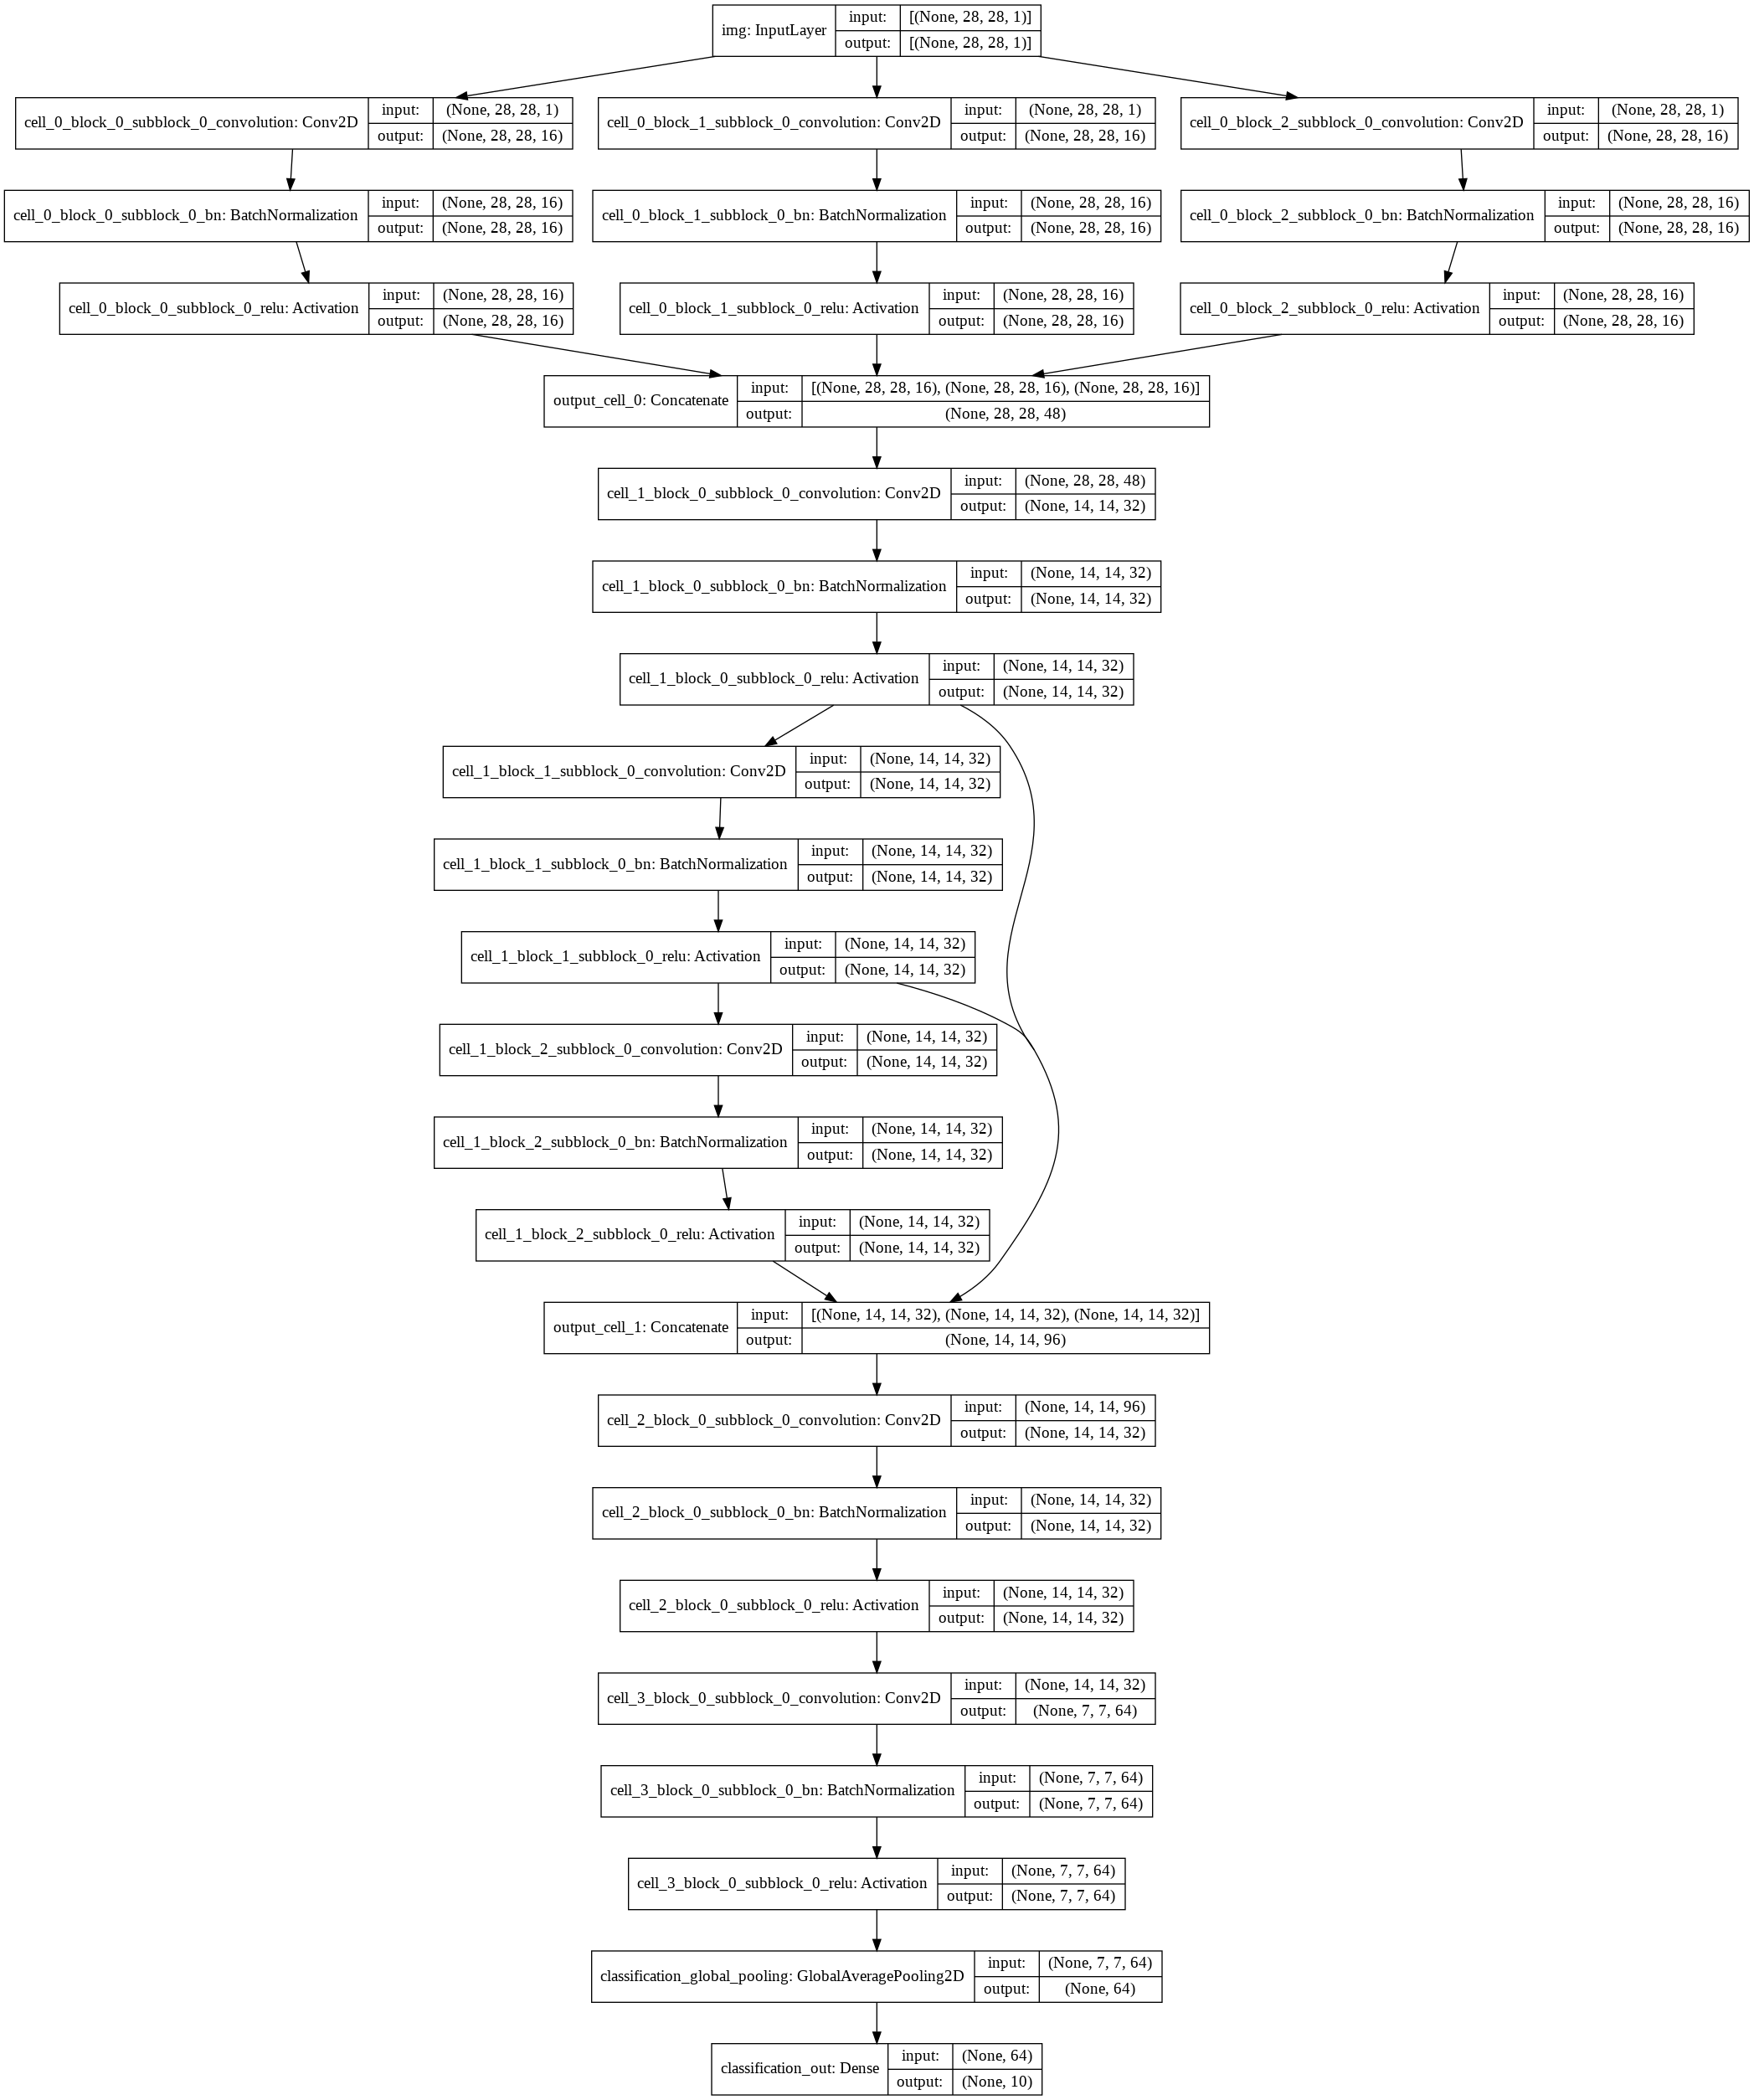 img: InputLayer
input: [(None, 28, 28, 1)]
output: [(None, 28, 28, 1)]
cell_0_block_0_subblock_0_convolution: Conv2D
input: (None, 28, 28, 1)
output: (None, 28, 28, 16)
cell_0_block_1_subblock_0_convolution: Conv2D
input: (None, 28, 28, 1)
output: (None, 28, 28, 16)
cell_0_block_2_subblock_0_convolution: Conv2D
input: (None, 28, 28, 1)
output: (None, 28, 28, 16)
cell_0_block_0_subblock_0_bn: BatchNormalization
input: (None, 28, 28, 16)
output: (None, 28, 28, 16)
cell_0_block_1_subblock_0_bn: BatchNormalization
input: (None, 28, 28, 16)
output: (None, 28, 28, 16)
cell_0_block_2_subblock_0_bn: BatchNormalization
input: (None, 28, 28, 16)
output: (None, 28, 28, 16)
cell_0_block_0_subblock_0_relu: Activation
input: (None, 28, 28, 16)
output: (None, 28, 28, 16)
cell_0_block_1_subblock_0_relu: Activation
input: (None, 28, 28, 16)
output: (None, 28, 28, 16)
cell_0_block_2_subblock_0_relu: Activation
input: (None, 28, 28, 16)
output: (None, 28, 28, 16)
output_cell_0: Concatenate
input: [(None, 28, 28, 16), (None, 28, 28, 16), (None, 28, 28, 16)]
output: (None, 28, 28, 48)
cell_1_block_0_subblock_0_convolution: Conv2D
input: (None, 28, 28, 48)
output: (None, 14, 14, 32)
cell_1_block_0_subblock_0_bn: BatchNormalization
input: (None, 14, 14, 32)
output: (None, 14, 14, 32)
cell_1_block_0_subblock_0_relu: Activation
input: (None, 14, 14, 32)
output: (None, 14, 14, 32)
cell_1_block_1_subblock_0_convolution: Conv2D
input: (None, 14, 14, 32)
output: (None, 14, 14, 32)
cell_1_block_1_subblock_0_bn: BatchNormalization
input: (None, 14, 14, 32)
output: (None, 14, 14, 32)
cell_1_block_1_subblock_0_relu: Activation
input: (None, 14, 14, 32)
output: (None, 14, 14, 32)
cell_1_block_2_subblock_0_convolution: Conv2D
input: (None, 14, 14, 32)
output: (None, 14, 14, 32)
cell_1_block_2_subblock_0_bn: BatchNormalization
input: (None, 14, 14, 32)
output: (None, 14, 14, 32)
cell_1_block_2_subblock_0_relu: Activation
input: (None, 14, 14, 32)
output: (None, 14, 14, 32)
output_cell_1: Concatenate
input: [(None, 14, 14, 32), (None, 14, 14, 32), (None, 14, 14, 32)]
output: (None, 14, 14, 96)
cell_2_block_0_subblock_0_convolution: Conv2D
input: (None, 14, 14, 96)
output: (None, 14, 14, 32)
cell_2_block_0_subblock_0_bn: BatchNormalization
input: (None, 14, 14, 32)
output: (None, 14, 14, 32)
cell_2_block_0_subblock_0_relu: Activation
input: (None, 14, 14, 32)
output: (None, 14, 14, 32)
cell_3_block_0_subblock_0_convolution: Conv2D
input: (None, 14, 14, 32)
output: (None, 7, 7, 64)
cell_3_block_0_subblock_0_bn: BatchNormalization
input: (None, 7, 7, 64)
output: (None, 7, 7, 64)
cell_3_block_0_subblock_0_relu: Activation
input: (None, 7, 7, 64)
output: (None, 7, 7, 64)
classification_global_pooling: GlobalAveragePooling2D
input: (None, 7, 7, 64)
output: (None, 64)
classification_out: Dense
input: (None, 64)
output: (None, 10)